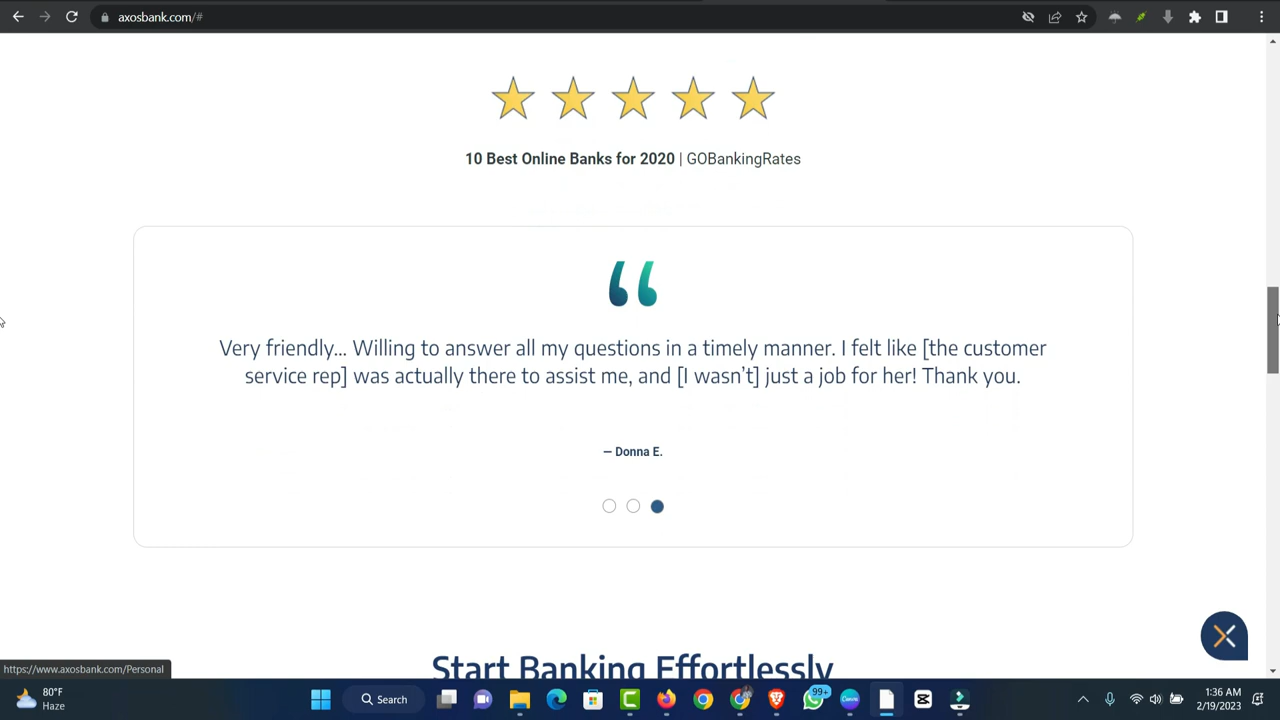 axosbank.com/#
10 Best Online Banks for 2020 | GOBankingRates
“
Very friendly... Willing to answer all my questions in a timely manner. I felt like [the customer
service rep] was actually there to assist me, and [I wasn’t] just a job for her! Thank you.
— Donna E.
Start Banking Effortlessly
https://www.axosbank.com/Personal
80°F
Haze
Search
99+
1:36 AM
2/19/2023